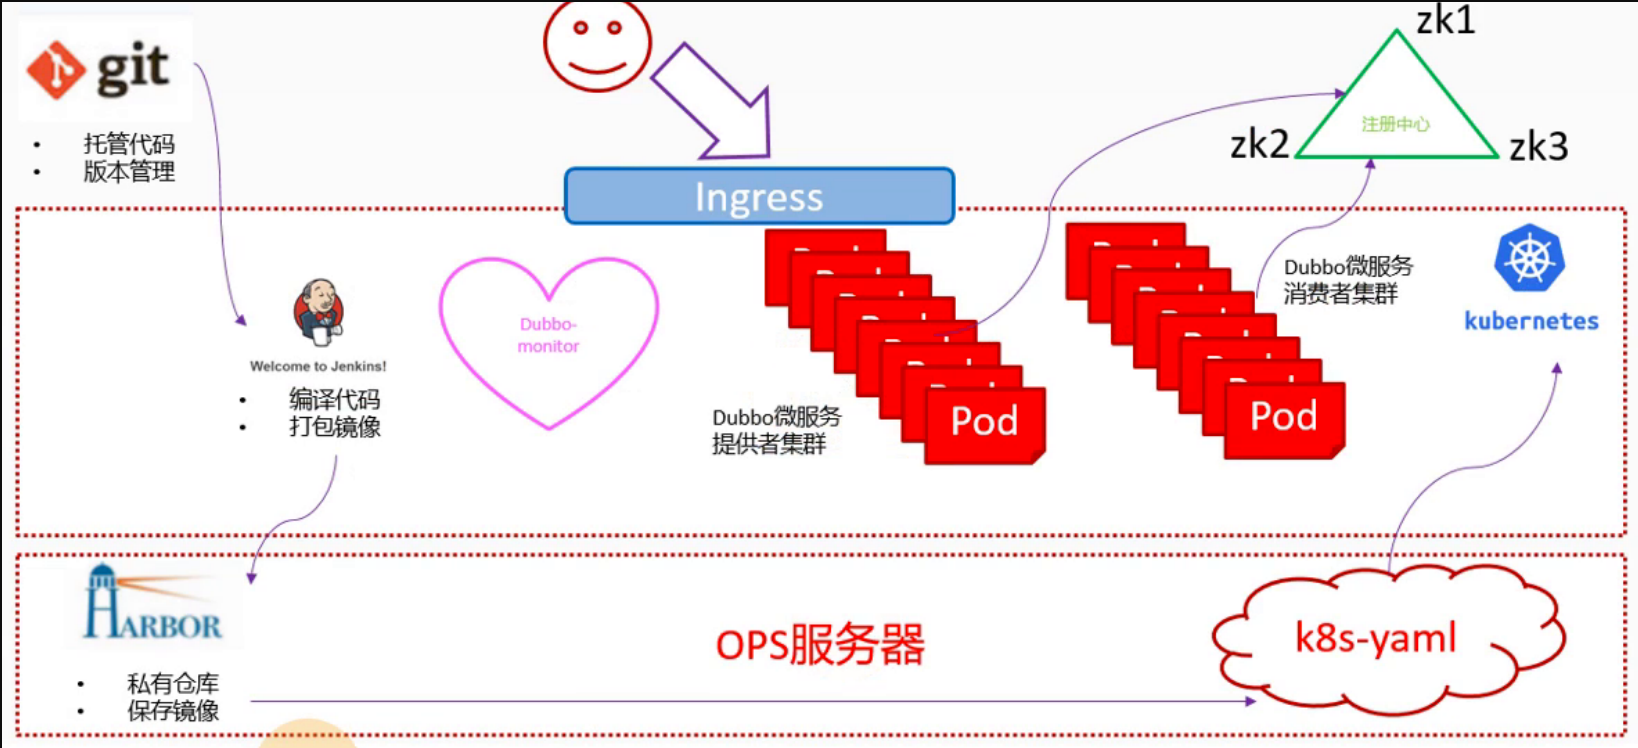 git
托管代码
版本管理
zk1
zk2
注册中心
zk3
Ingress
Welcome to Jenkins!
编译代码
打包镜像
Dubbo-
monitor
Dubbo微服务
提供者集群
Pod
Dubbo微服务
消费者集群
Pod
kubernetes
HARBOR
私有仓库
保存镜像
OPS服务器
k8s-yaml